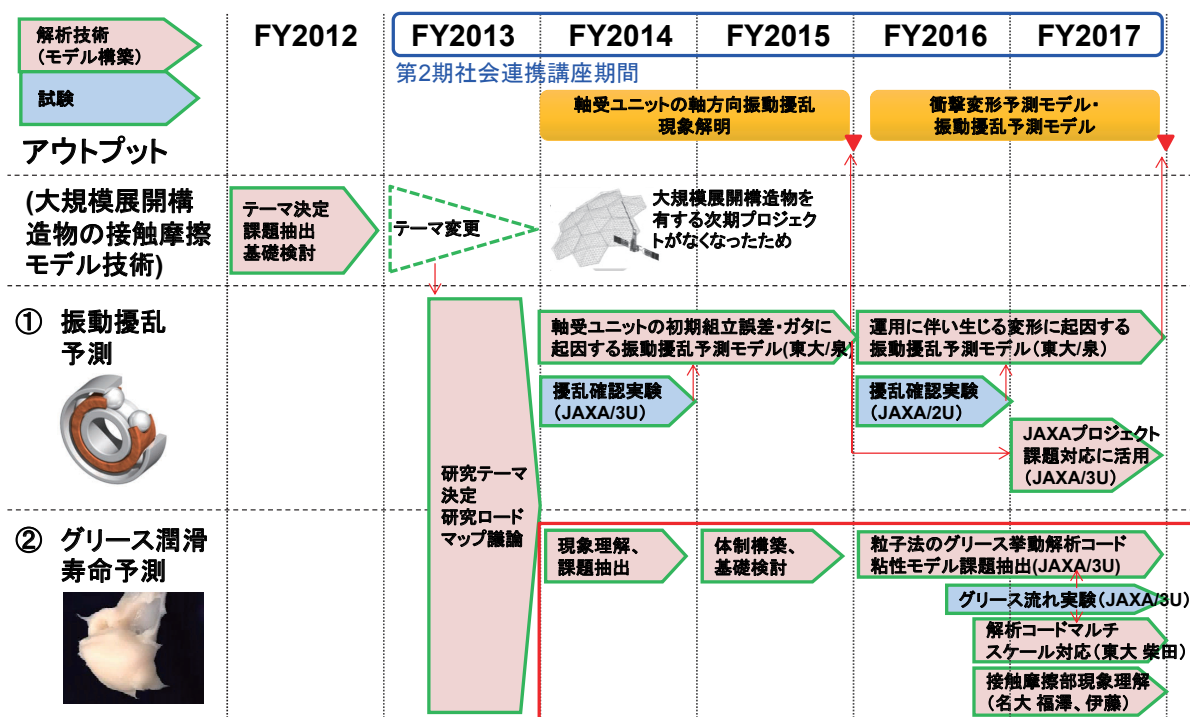 解析技術
(モデル構築)
試験
FY2012
FY2013
FY2014
FY2015
FY2016
FY2017
第2期社会連携講座期間
アウトプット
軸受ユニットの軸方向振動擾乱
現象解明
衝撃変形予測モデル・
振動擾乱予測モデル
(大規模展開構
造物の接触摩擦
モデル技術)
テーマ決定
課題抽出
基礎検討
テーマ変更
大規模展開構造物を
有する次期プロジェク
トがなくなったため
① 振動擾乱
予測
軸受ユニットの初期組立誤差・ガタに
起因する振動擾乱予測モデル(東大/泉)
運用に伴い生じる変形に起因する
振動擾乱予測モデル(東大/泉)
擾乱確認実験
(JAXA/3U)
擾乱確認実験
(JAXA/2U)
JAXAプロジェクト
課題対応に活用
(JAXA/3U)
研究テーマ
決定
研究ロード
マップ議論
② グリース潤滑
寿命予測
現象理解、
課題抽出
体制構築、
基礎検討
粒子法のグリース挙動解析コード
粘性モデル課題抽出(JAXA/3U)
グリース流れ実験(JAXA/3U)
解析コードマルチ
スケール対応(東大 柴田)
接触摩擦部現象理解
(名大 福澤、伊藤)